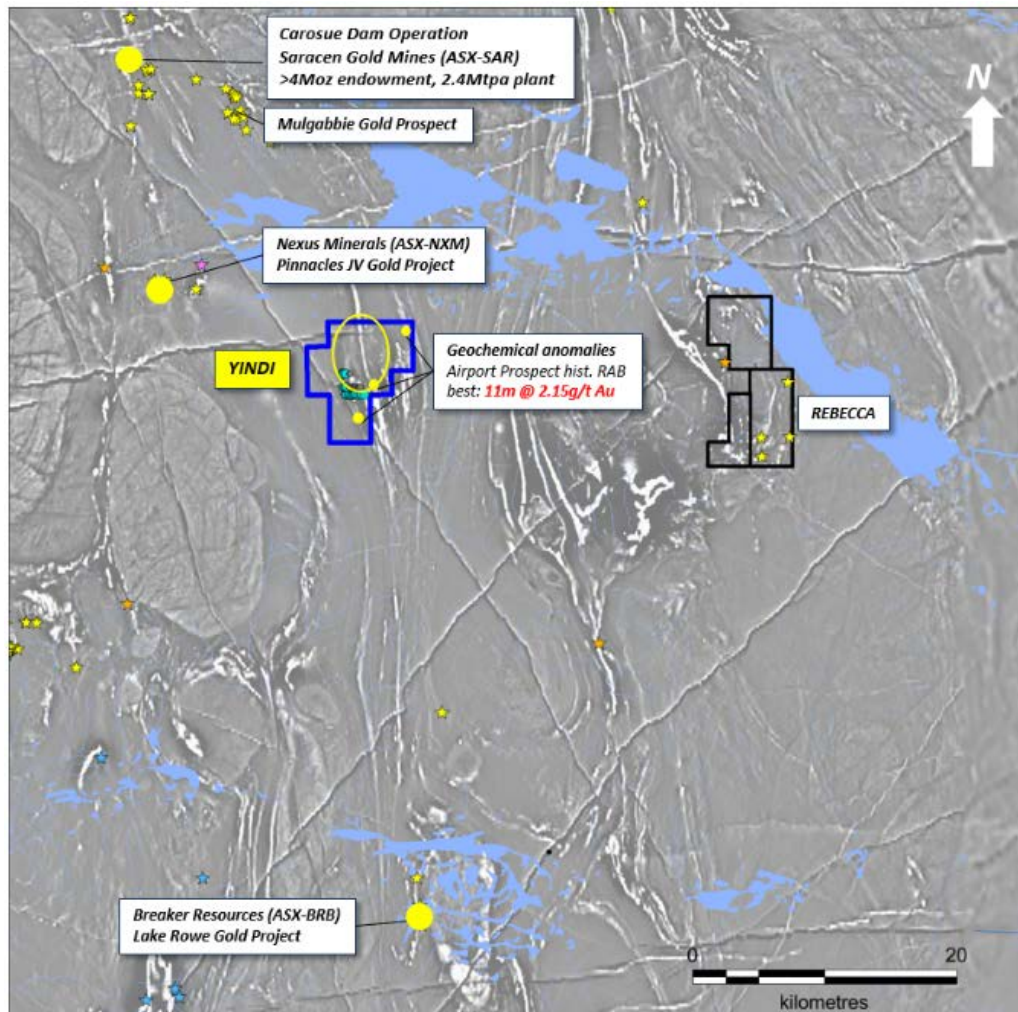 Carosue Dam Operation
Saracen Gold Mines (ASX-SAR)
>4Moz endowment, 2.4Mtpa plant
N
Mulgabbie Gold Prospect
Nexus Minerals (ASX-NXM)
Pinnacles JV Gold Project
YINDI
Geochemical anomalies
Airport Prospect hist. RAB
best: 11m @ 2.15g/t Au
REBECCA
Breaker Resources (ASX-BRB)
Lake Rowe Gold Project
0 20
kilometres